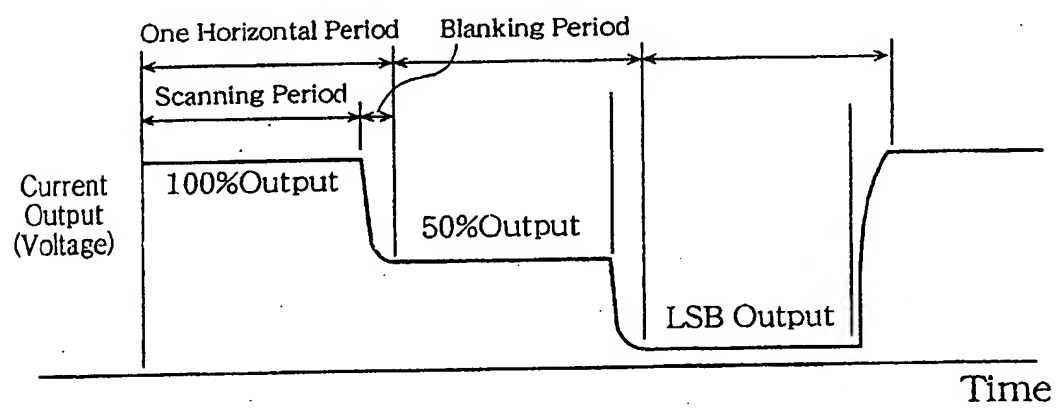 One Horizontal Period
Blanking Period
Scanning Period
100%Output
Current
Output
(Voltage)
50%Output
LSB Output
Time